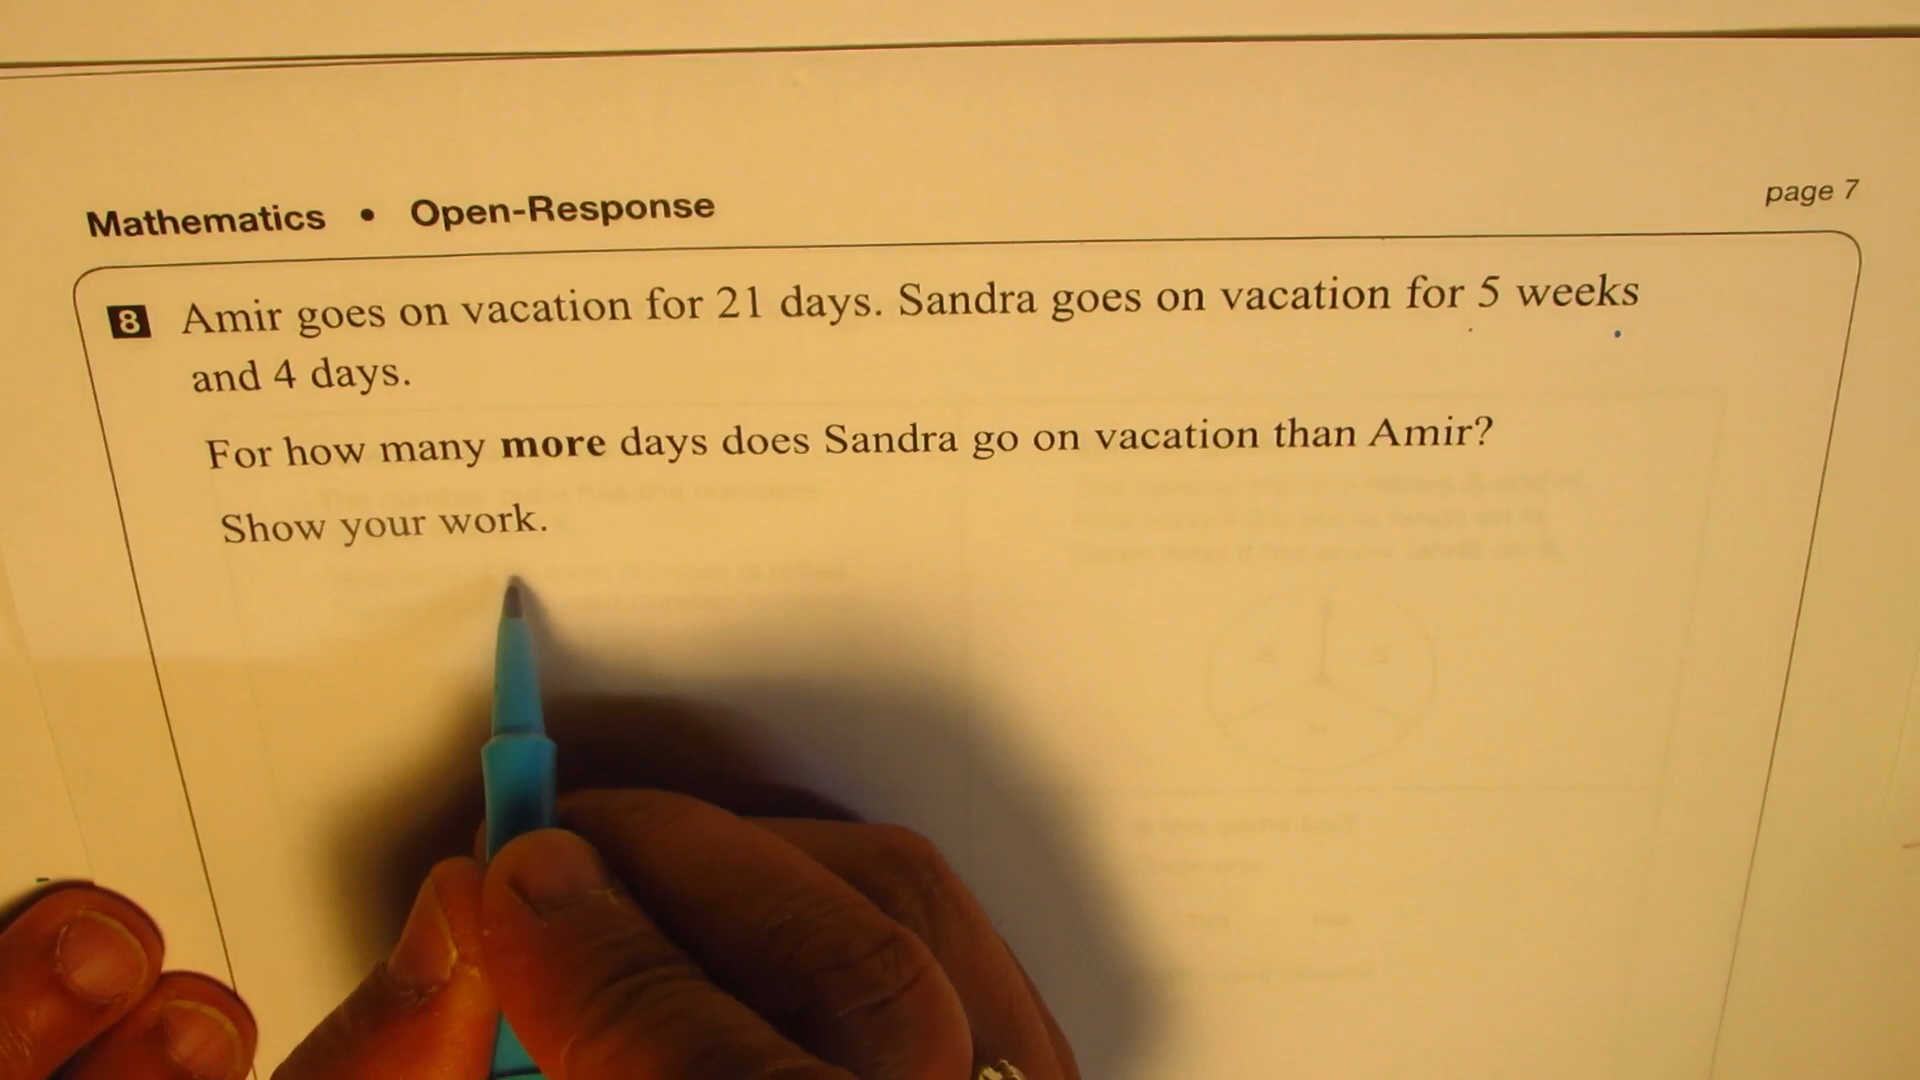 Mathematics • Open-Response
page 7
8 Amir goes on vacation for 21 days. Sandra goes on vacation for 5 weeks
and 4 days.
For how many more days does Sandra go on vacation than Amir?
Show your work.